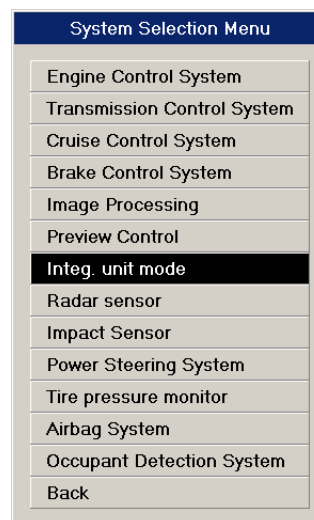 System Selection Menu
Engine Control System
Transmission Control System
Cruise Control System
Brake Control System
Image Processing
Preview Control
Integ. unit mode
Radar sensor
Impact Sensor
Power Steering System
Tire pressure monitor
Airbag System
Occupant Detection System
Back